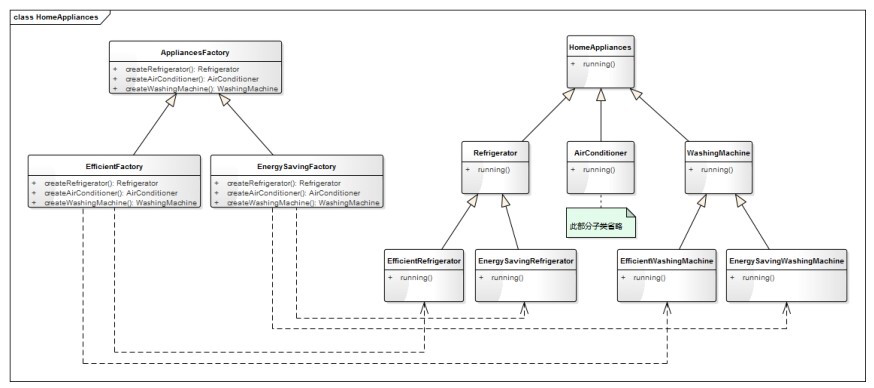 class HomeAppliances
AppliancesFactory
+ createRefrigerator(): Refrigerator
+ createAirConditioner(): AirConditioner
+ createWashingMachine(): WashingMachine
HomeAppliances
+ running()
EfficientFactory
+ createRefrigerator(): Refrigerator
+ createAirConditioner(): AirConditioner
+ createWashingMachine(): WashingMachine
EnergySavingFactory
+ createRefrigerator(): Refrigerator
+ createAirConditioner(): AirConditioner
+ createWashingMachine(): WashingMachine
Refrigerator
+ running()
AirConditioner
+ running()
WashingMachine
+ running()
此部分子类省略
EfficientRefrigerator
+ running()
EnergySavingRefrigerator
+ running()
EfficientWashingMachine
+ running()
EnergySavingWashingMachine
+ running()